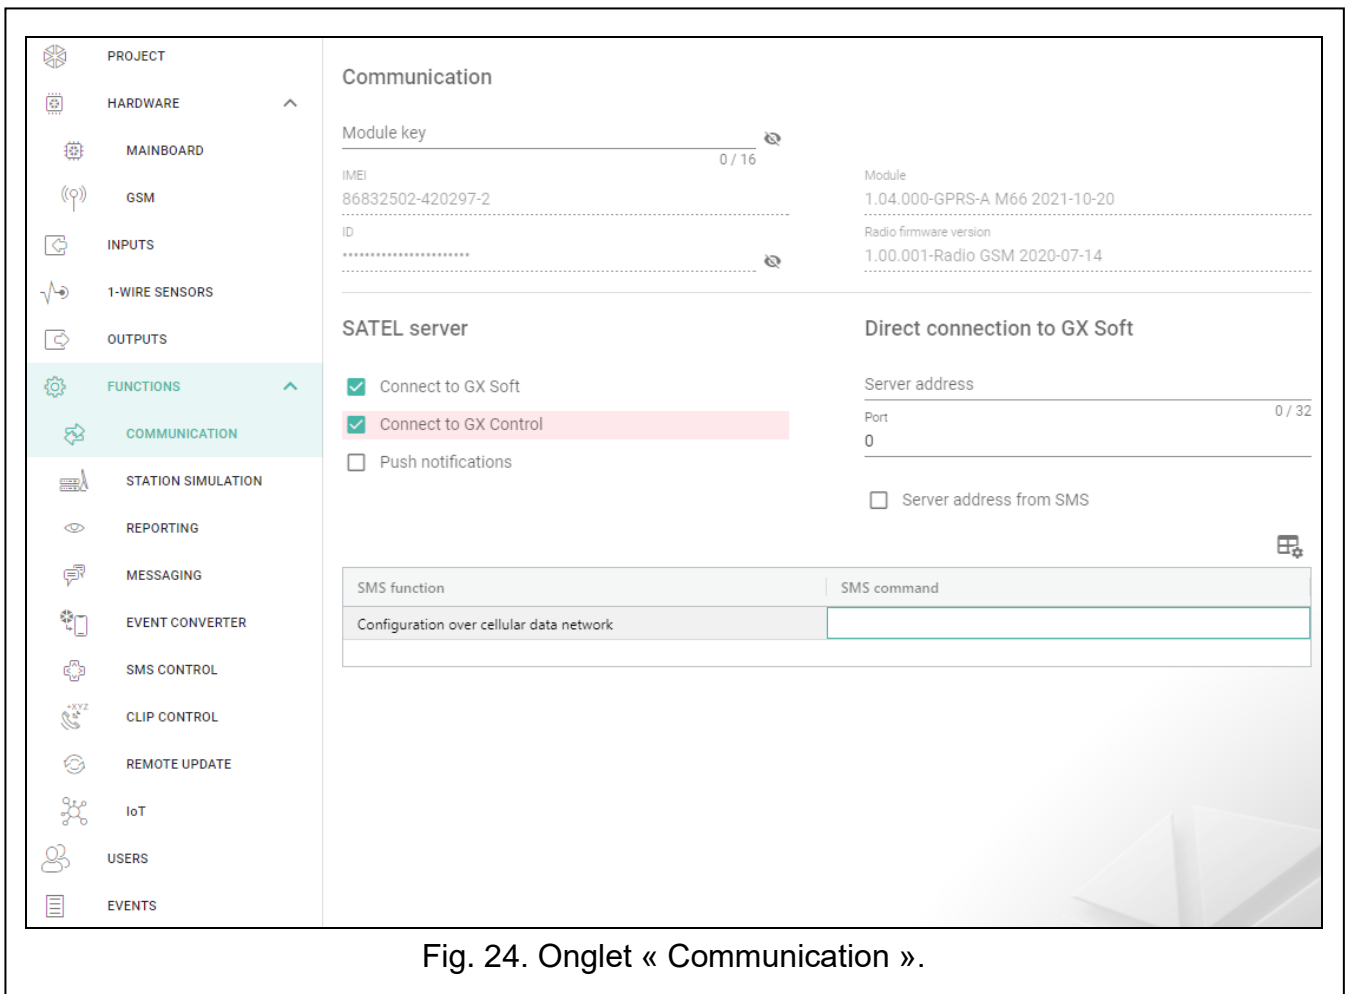 PROJECT
HARDWARE
MAINBOARD
GSM
INPUTS
1-WIRE SENSORS
OUTPUTS
FUNCTIONS
COMMUNICATION
STATION SIMULATION
REPORTING
MESSAGING
EVENT CONVERTER
SMS CONTROL
+XYZ
CLIP CONTROL
REMOTE UPDATE
IoT
USERS
EVENTS
Communication
Module key
0 / 16
IMEI
86832502-420297-2
Module
1.04.000-GPRS-A M66 2021-10-20
ID
•••••••••••••••••••••••
Radio firmware version
1.00.001-Radio GSM 2020-07-14
SATEL server
Connect to GX Soft
Connect to GX Control
Push notifications
Direct connection to GX Soft
Server address
0 / 32
Port
0
Server address from SMS
SMS function SMS command
Configuration over cellular data network
Fig. 24. Onglet « Communication ».